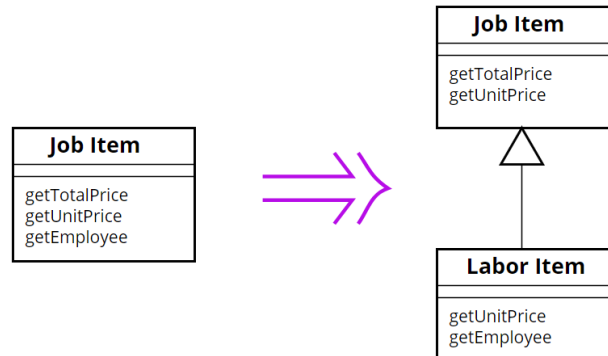 Job Item
getTotalPrice
getUnitPrice
getEmployee
Job Item
getTotalPrice
getUnitPrice
Labor Item
getUnitPrice
getEmployee